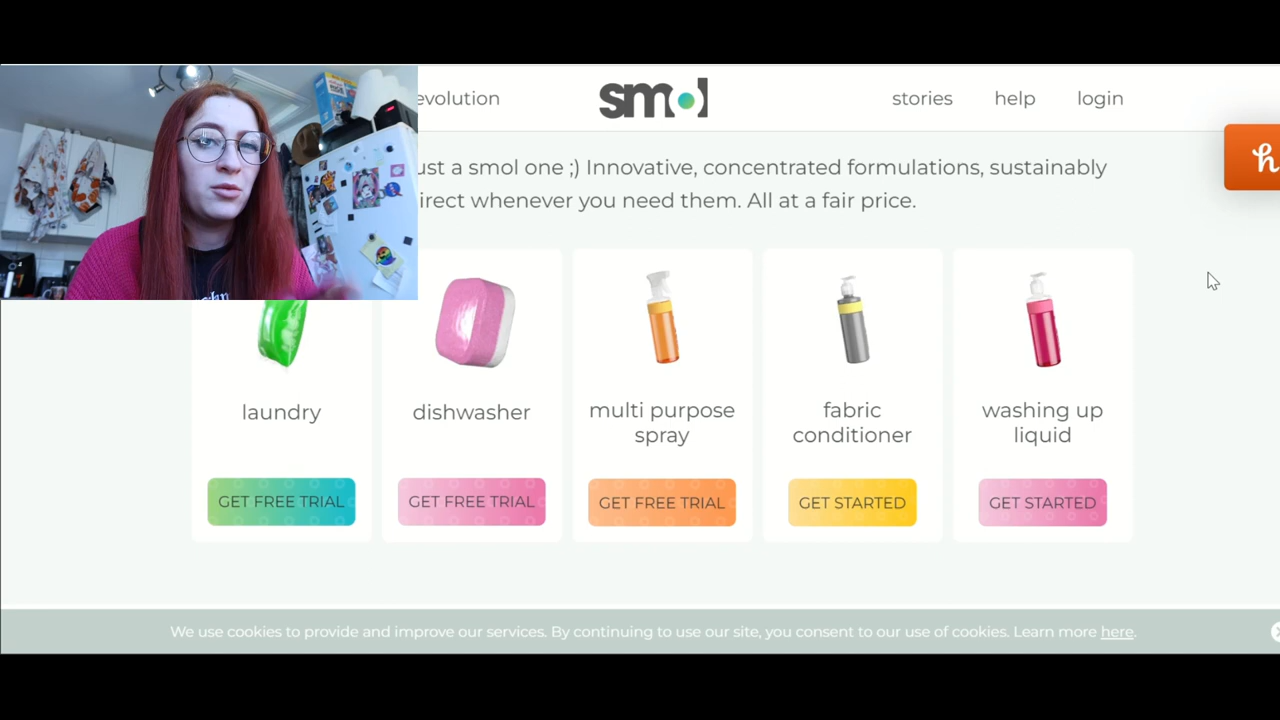 evolution
smol
stories
help
login
ust a smol one ;) Innovative, concentrated formulations, sustainably
irect whenever you need them. All at a fair price.
laundry
dishwasher
multi purpose
spray
fabric
conditioner
washing up
liquid
GET FREE TRIAL
GET FREE TRIAL
GET FREE TRIAL
GET STARTED
GET STARTED
We use cookies to provide and improve our services. By continuing to use our site, you consent to our use of cookies. Learn more here.